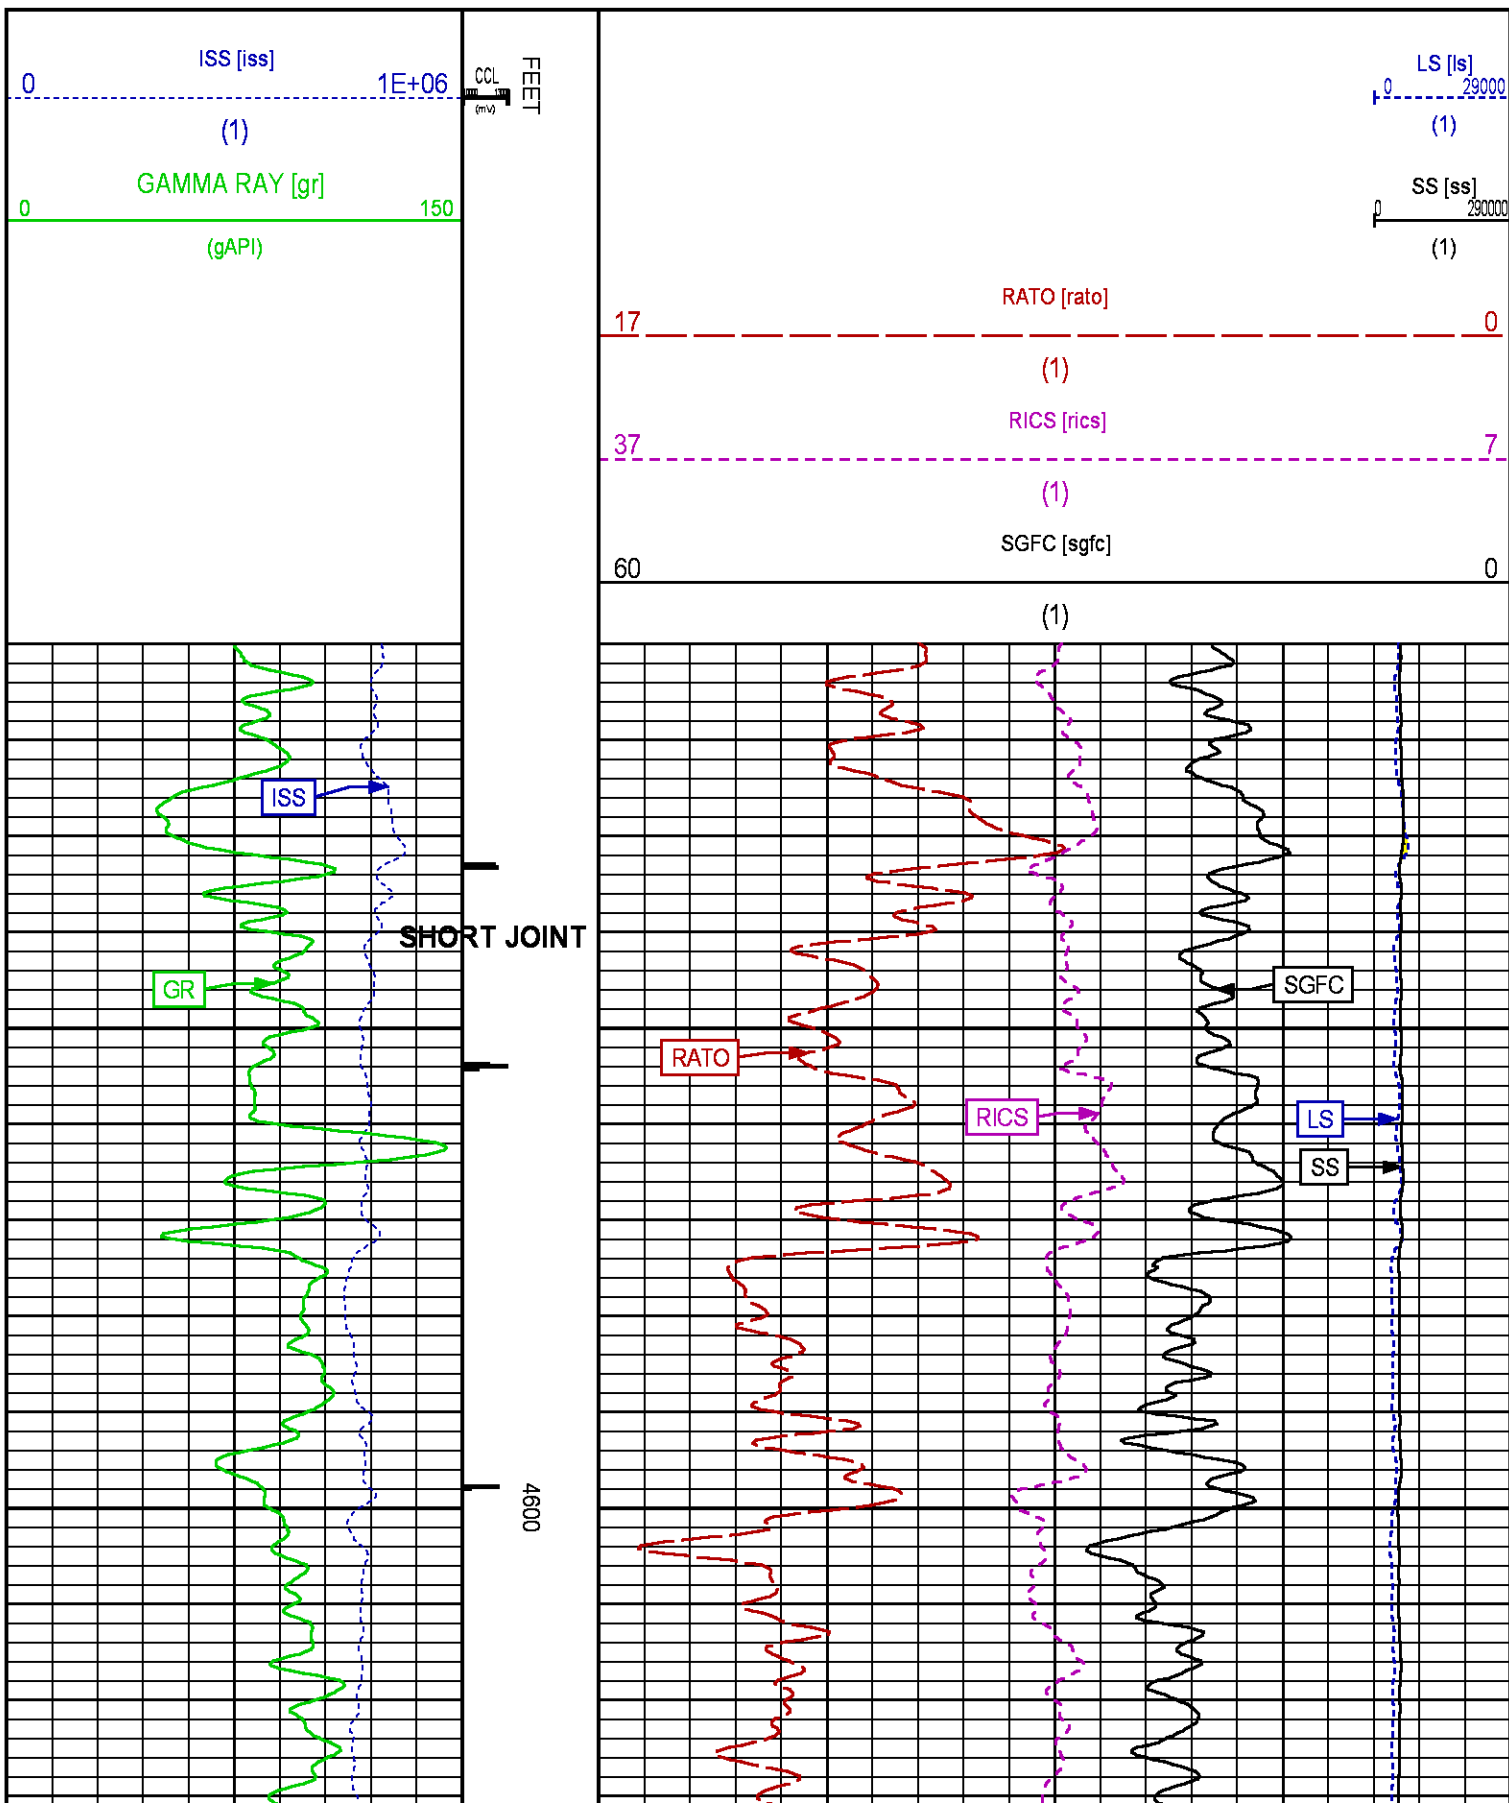 ISS [iss]
0 1E+06
(1)
GAMMA RAY [gr]
0 150
(gAPI)
CCL
(mV)
FEET
LS [ls]
0 29000
(1)
SS [ss]
0 290000
(1)
RATO [rato]
17 0
(1)
RICS [rics]
37 7
(1)
SGFC [sgfc]
60 0
(1)
ISS
SHORT JOINT
GR
SGFC
RATO
RICS
LS
SS
4600